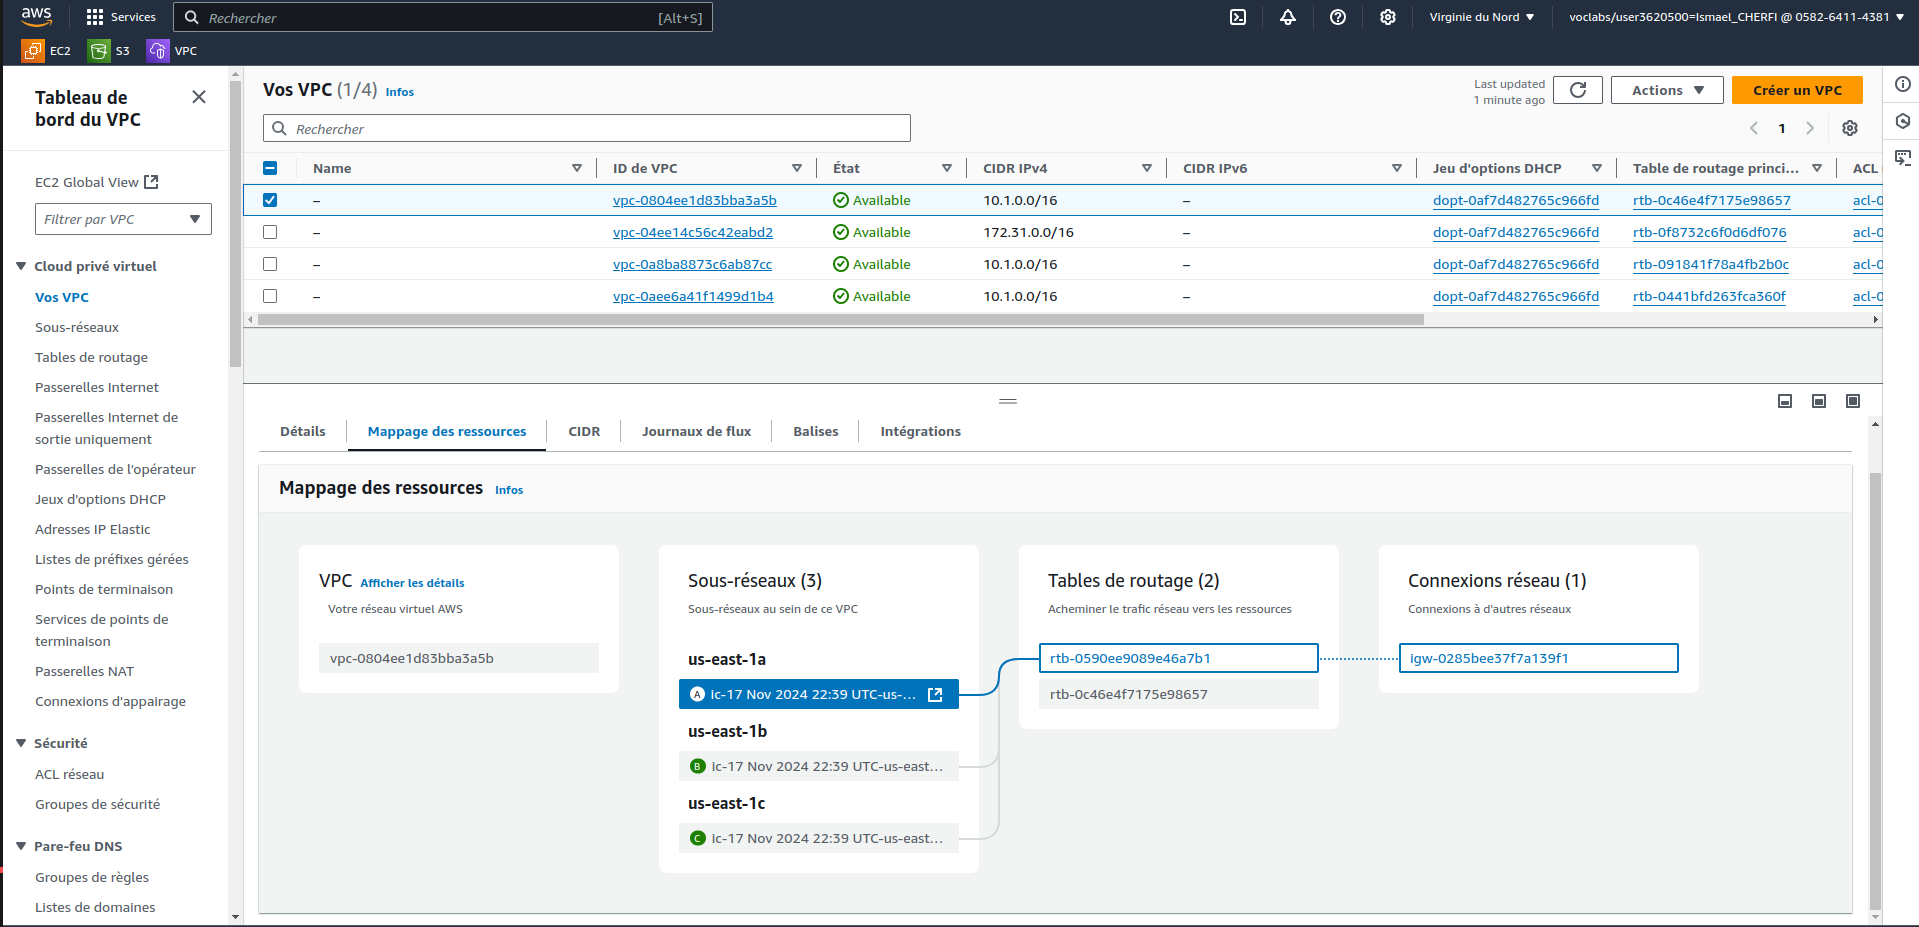 aws
Services
Rechercher
[Alt+S]
Virginie du Nord
voclabs/user3620500=Ismael_CHERFI @ 0582-6411-4381
EC2
S3
VPC
Tableau de
bord du VPC
EC2 Global View
Filtrer par VPC
Cloud privé virtuel
Vos VPC
Sous-réseaux
Tables de routage
Passerelles Internet
Passerelles Internet de
sortie uniquement
Passerelles de l'opérateur
Jeux d'options DHCP
Adresses IP Elastic
Listes de préfixes gérées
Points de terminaison
Services de points de
terminaison
Passerelles NAT
Connexions d'appairage
Sécurité
ACL réseau
Groupes de sécurité
Pare-feu DNS
Groupes de règles
Listes de domaines
Vos VPC (1/4) Infos
Last updated
1 minute ago
Actions
Créer un VPC
Rechercher
1
Name ID de VPC État CIDR IPv4 CIDR IPv6 Jeu d'options DHCP Table de routage princi... ACL
– vpc-0804ee1d83bba3a5b Available 10.1.0.0/16 – dopt-0af7d482765c966fd rtb-0c46e4f7175e98657 acl-0
– vpc-04ee14c56c42eabd2 Available 172.31.0.0/16 – dopt-0af7d482765c966fd rtb-0f8732c6f0d6df076 acl-0
– vpc-0a8ba8873c6ab87cc Available 10.1.0.0/16 – dopt-0af7d482765c966fd rtb-091841f78a4fb2b0c acl-0
– vpc-0aee6a41f1499d1b4 Available 10.1.0.0/16 – dopt-0af7d482765c966fd rtb-0441bfd263fca360f acl-0
Détails
Mappage des ressources
CIDR
Journaux de flux
Balises
Intégrations
Mappage des ressources Infos
VPC Afficher les détails
Votre réseau virtuel AWS
vpc-0804ee1d83bba3a5b
Sous-réseaux (3)
Sous-réseaux au sein de ce VPC
us-east-1a
A ic-17 Nov 2024 22:39 UTC-us-...
us-east-1b
B ic-17 Nov 2024 22:39 UTC-us-east...
us-east-1c
C ic-17 Nov 2024 22:39 UTC-us-east...
Tables de routage (2)
Acheminer le trafic réseau vers les ressources
rtb-0590ee9089e46a7b1
rtb-0c46e4f7175e98657
Connexions réseau (1)
Connexions à d'autres réseaux
igw-0285bee37f7a139f1